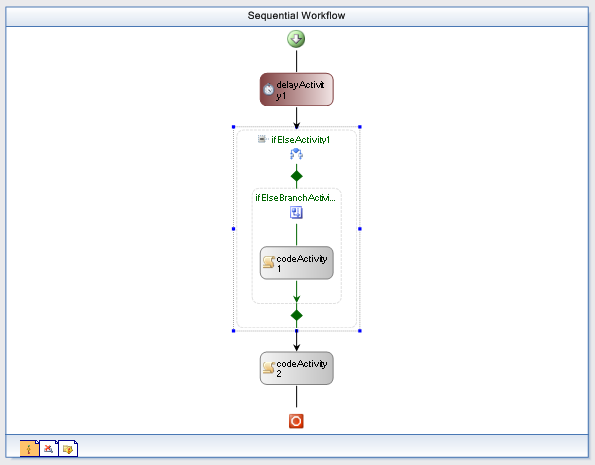 Sequential Workflow
delayActivit
y1
ifElseActivity1
ifElseBranchActivi...
codeActivity
1
codeActivity
2